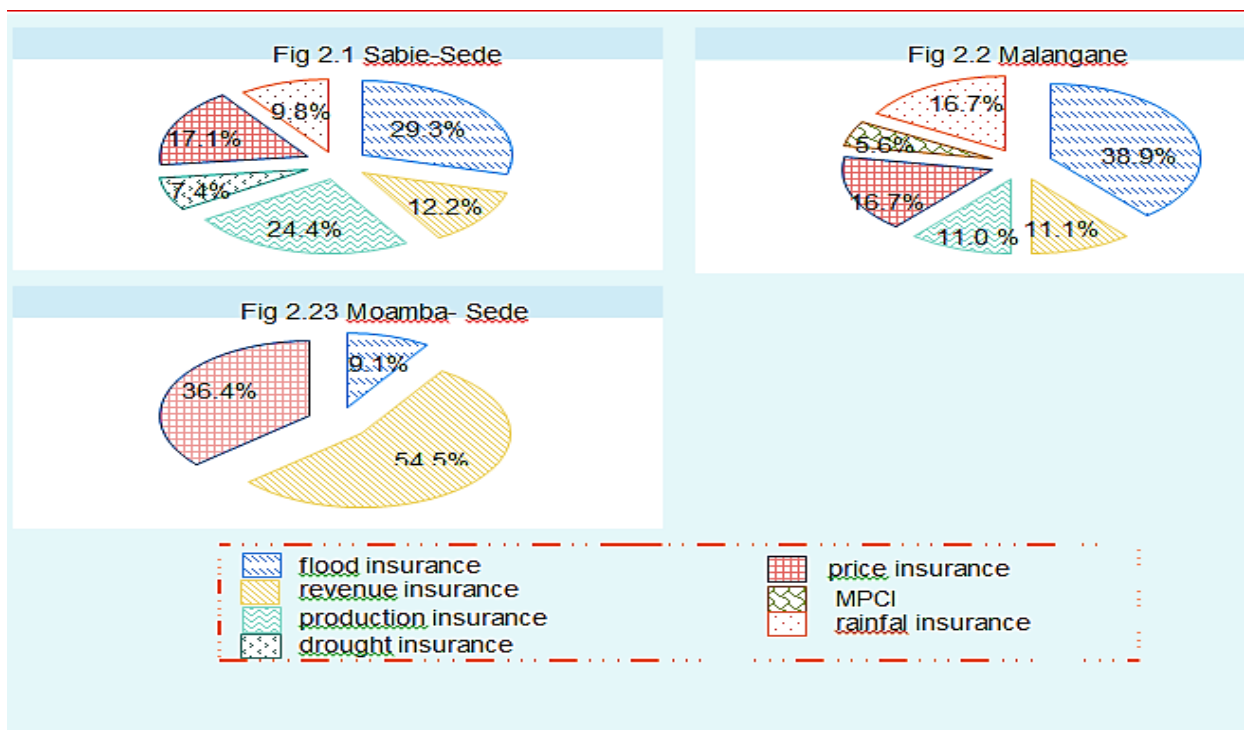 Fig 2.1 Sabie-Sede
9.8%
29.3%
17.1%
7.4%
12.2%
24.4%
Fig 2.2 Malangane
16.7%
5.6%
38.9%
16.7%
11.0 %
11.1%
Fig 2.23 Moamba- Sede
9.1%
36.4%
54.5%
flood insurance
revenue insurance
production insurance
drought insurance
price insurance
MPCI
rainfal insurance